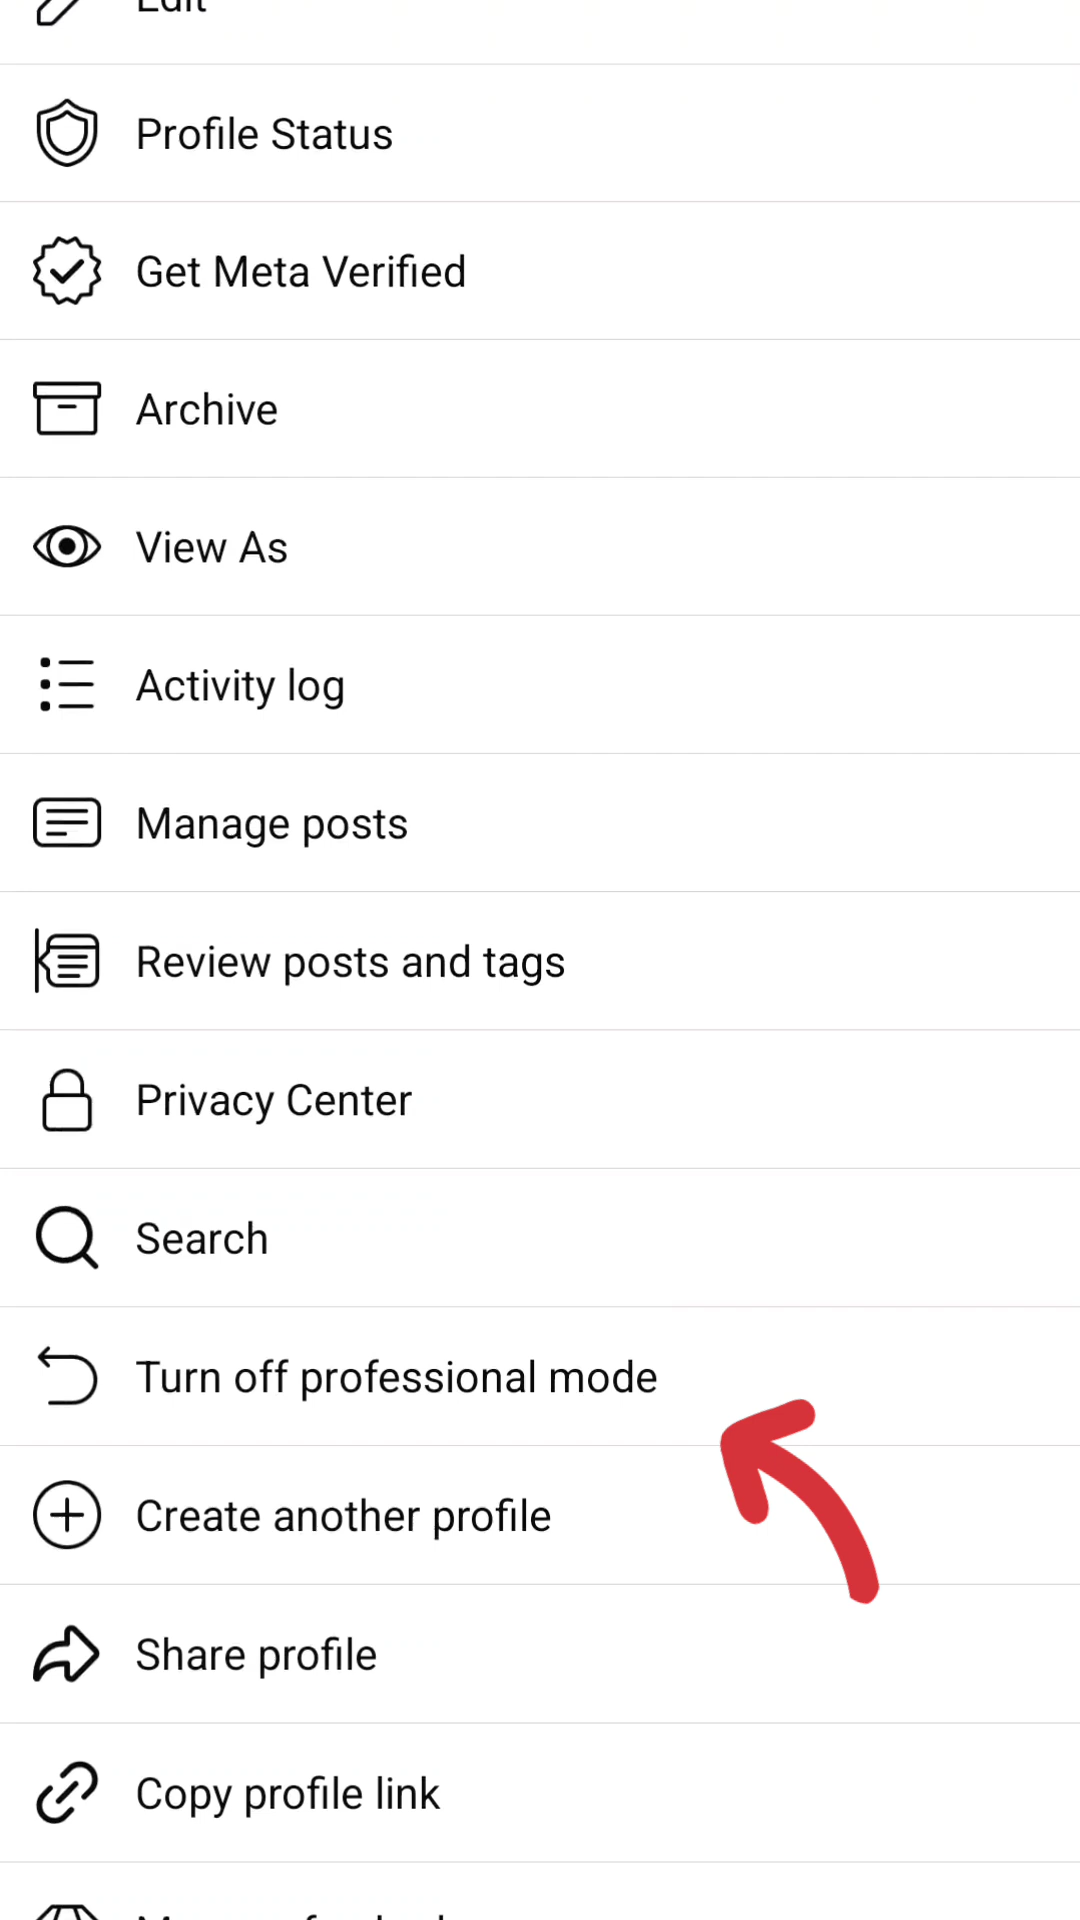 Edit
Profile Status
Get Meta Verified
Archive
View As
Activity log
Manage posts
Review posts and tags
Privacy Center
Search
Turn off professional mode
Create another profile
Share profile
Copy profile link